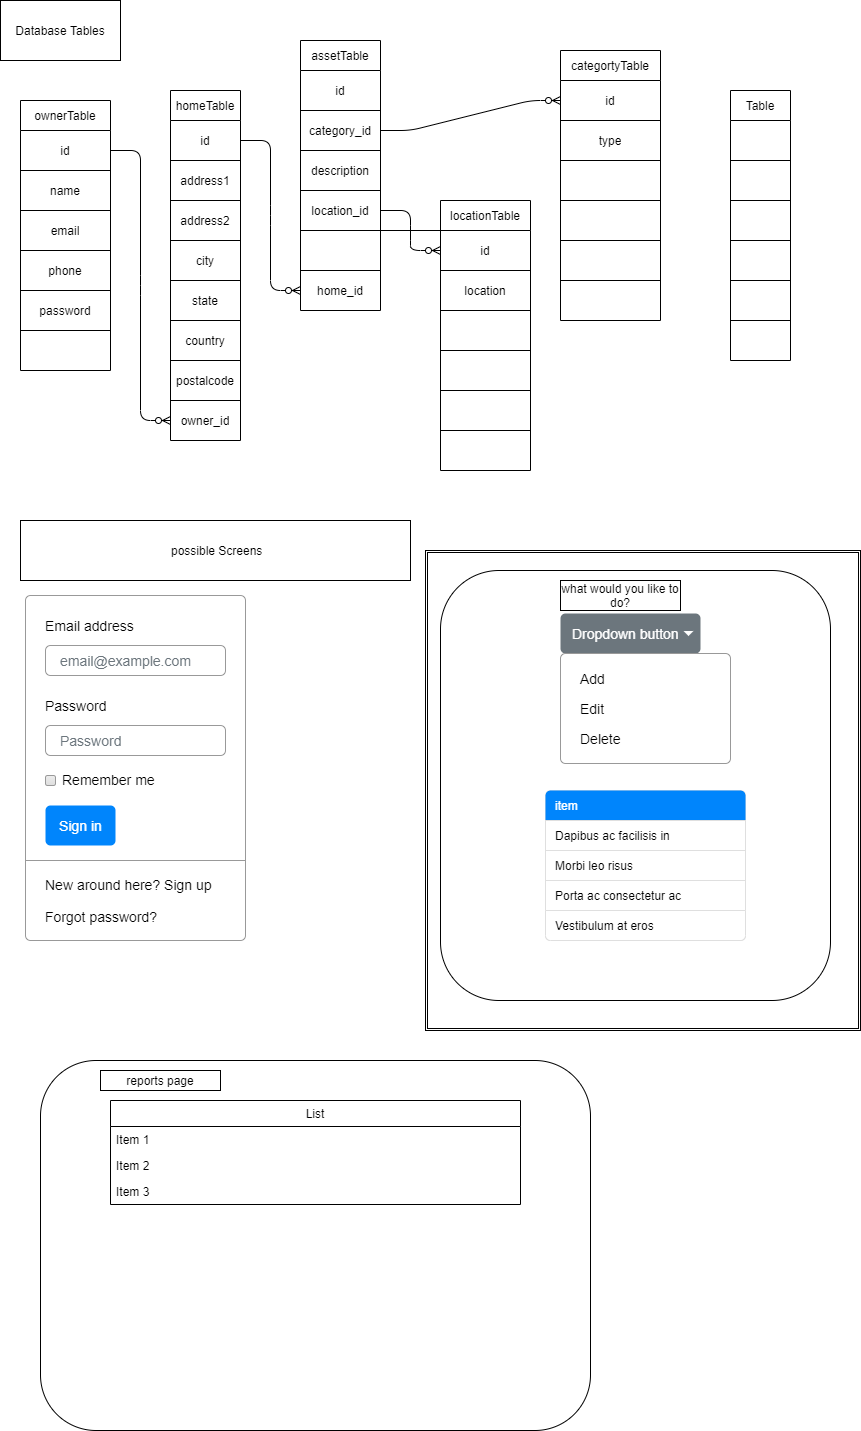 Database Tables
ownerTable
id
name
email
phone
password
homeTable
id
address1
address2
city
state
country
postalcode
owner_id
assetTable
id
category_id
description
location_id
home_id
locationTable
id
location
categortyTable
id
type
Table
possible Screens
Email address
email@example.com
Password
Password
Remember me
Sign in
New around here? Sign up
Forgot password?
what would you like to
do?
Dropdown button
Add
Edit
Delete
item
Dapibus ac facilisis in
Morbi leo risus
Porta ac consectetur ac
Vestibulum at eros
reports page
List
Item 1
Item 2
Item 3